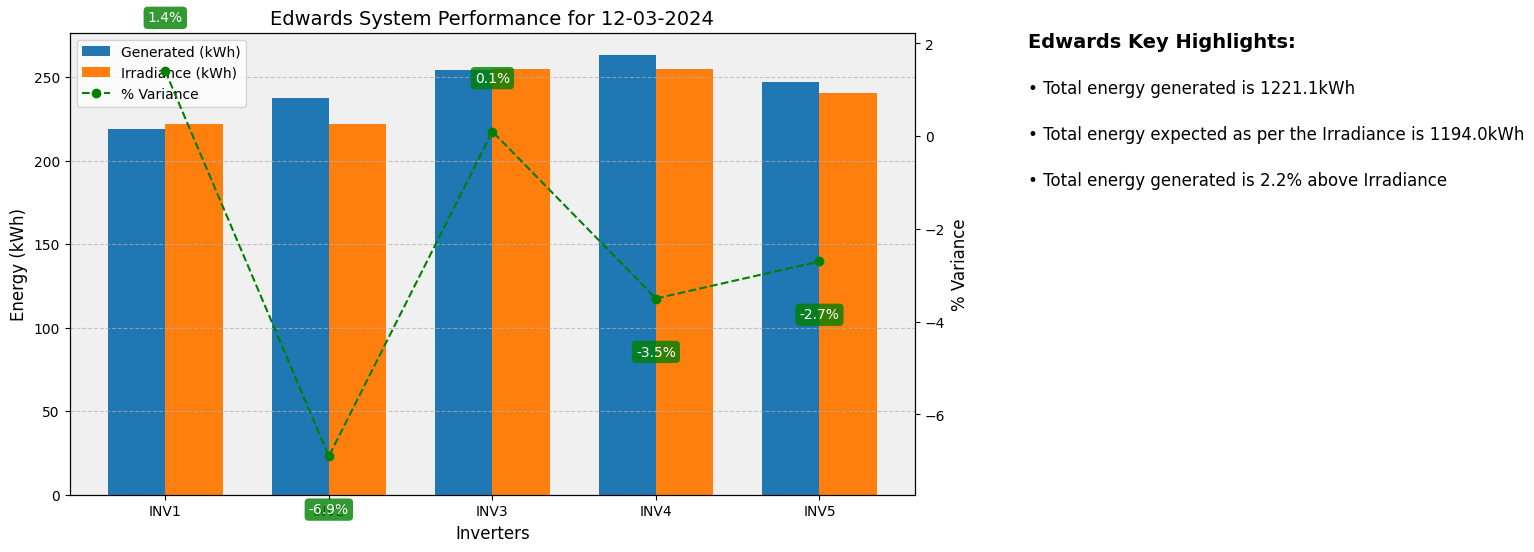 1.4%
Edwards System Performance for 12-03-2024
Generated (kWh)
Irradiance (kWh)
% Variance
Energy (kWh)
250
200
150
100
50
0
0.1%
-3.5%
-2.7%
-6.9%
2
0
−2
−4
−6
% Variance
INV1
INV3
INV4
INV5
Inverters
Edwards Key Highlights:
• Total energy generated is 1221.1kWh
• Total energy expected as per the Irradiance is 1194.0kWh
• Total energy generated is 2.2% above Irradiance